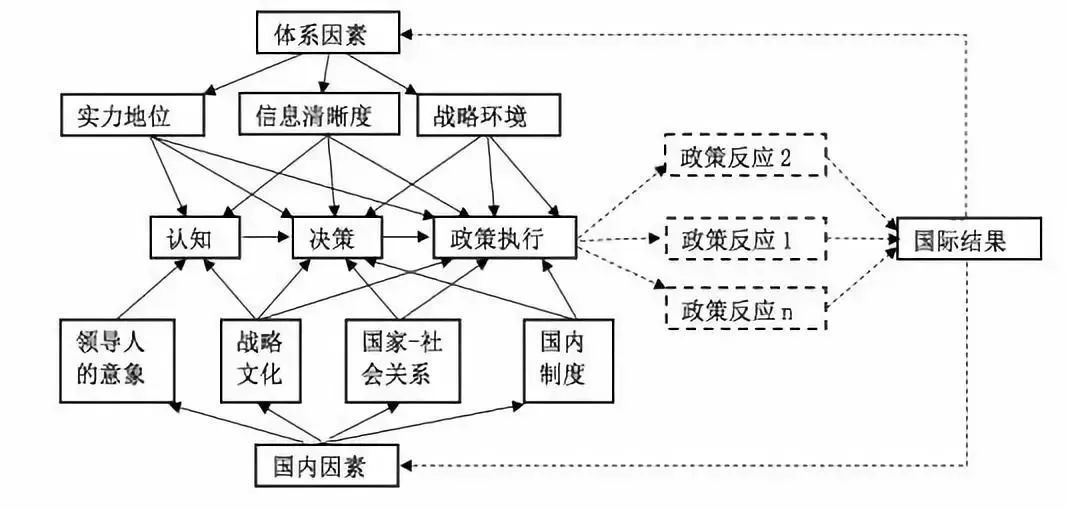 体系因素
实力地位
信息清晰度
战略环境
政策反应2
认知
决策
政策执行
政策反应1
国际结果
政策反应n
领导人
的意象
战略
文化
国家-社
会关系
国内
制度
国内因素